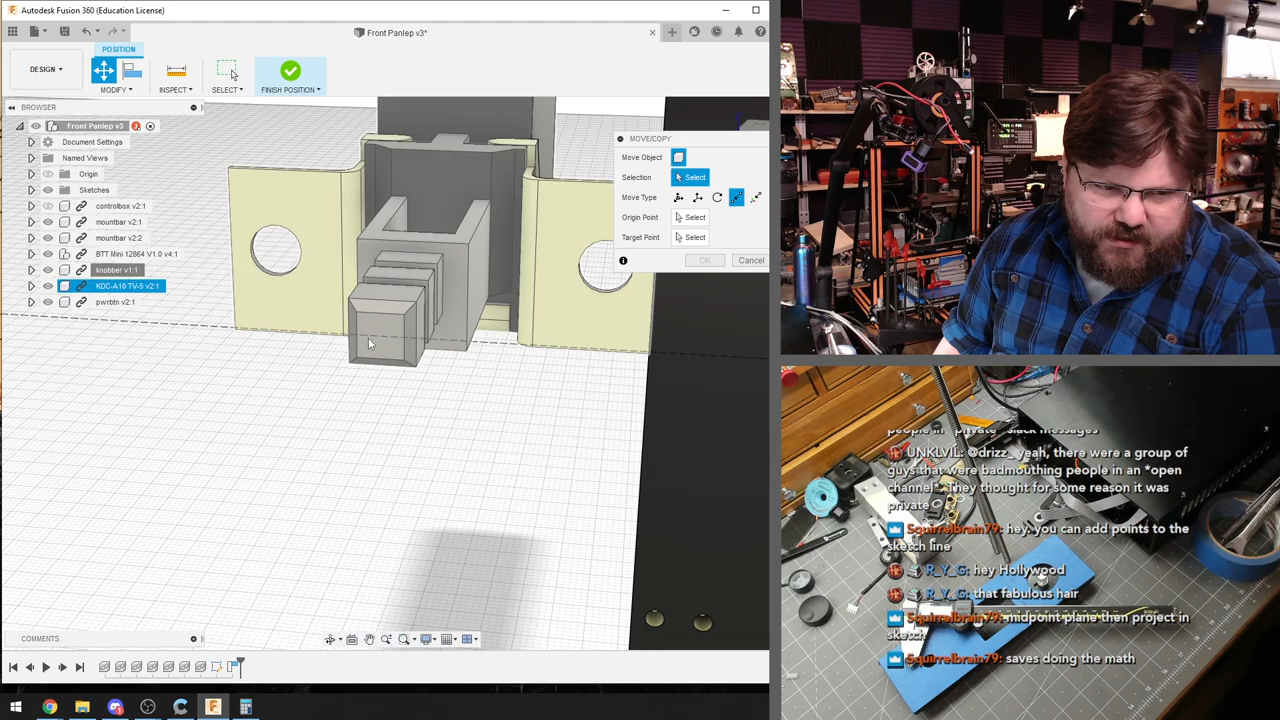 Autodesk Fusion 360 (Education License)
Front Panlep v3*
POSITION
DESIGN
MODIFY
INSPECT
SELECT
FINISH POSITION
BROWSER
Front Panlep v3
Document Settings
Named Views
Origin
Sketches
controlbox v2:1
mountbar v2:1
mountbar v2:2
BTT Mini 12864 V1.0 v4:1
knobber v1:1
KDC-A10 TV-5 v2:1
pwrbtn v2:1
MOVE/COPY
Move Object
Selection
Select
Move Type
Origin Point
Select
Target Point
Select
OK
Cancel
COMMENTS
people in *private* slack messages
UNKLVIL: @drizz_ yeah, there were a group of
guys that were badmouthing people in an *open
channel*. They thought for some reason it was
private
Squirrelbrain79: hey. you can add points to the
sketch line
R_Y_G: hey Hollywood
R_Y_G: that fabulous hair
Squirrelbrain79: midpoint plane then project in
sketch
Squirrelbrain79: saves doing the math